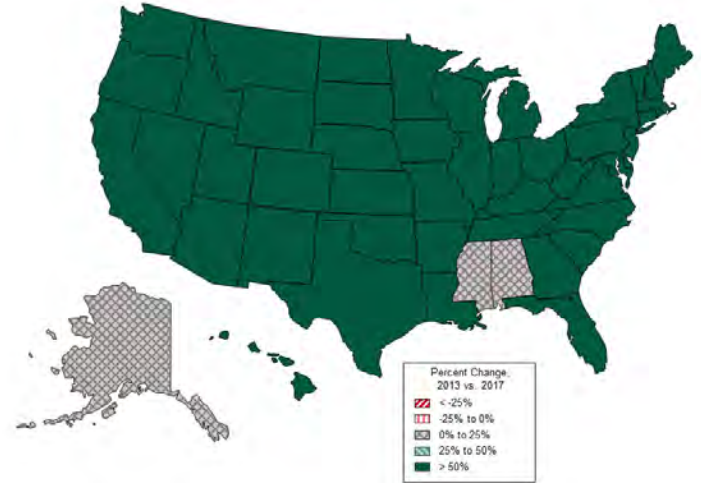 Percent Change,
2013 vs. 2017
< -25%
-25% to 0%
0% to 25%
25% to 50%
> 50%